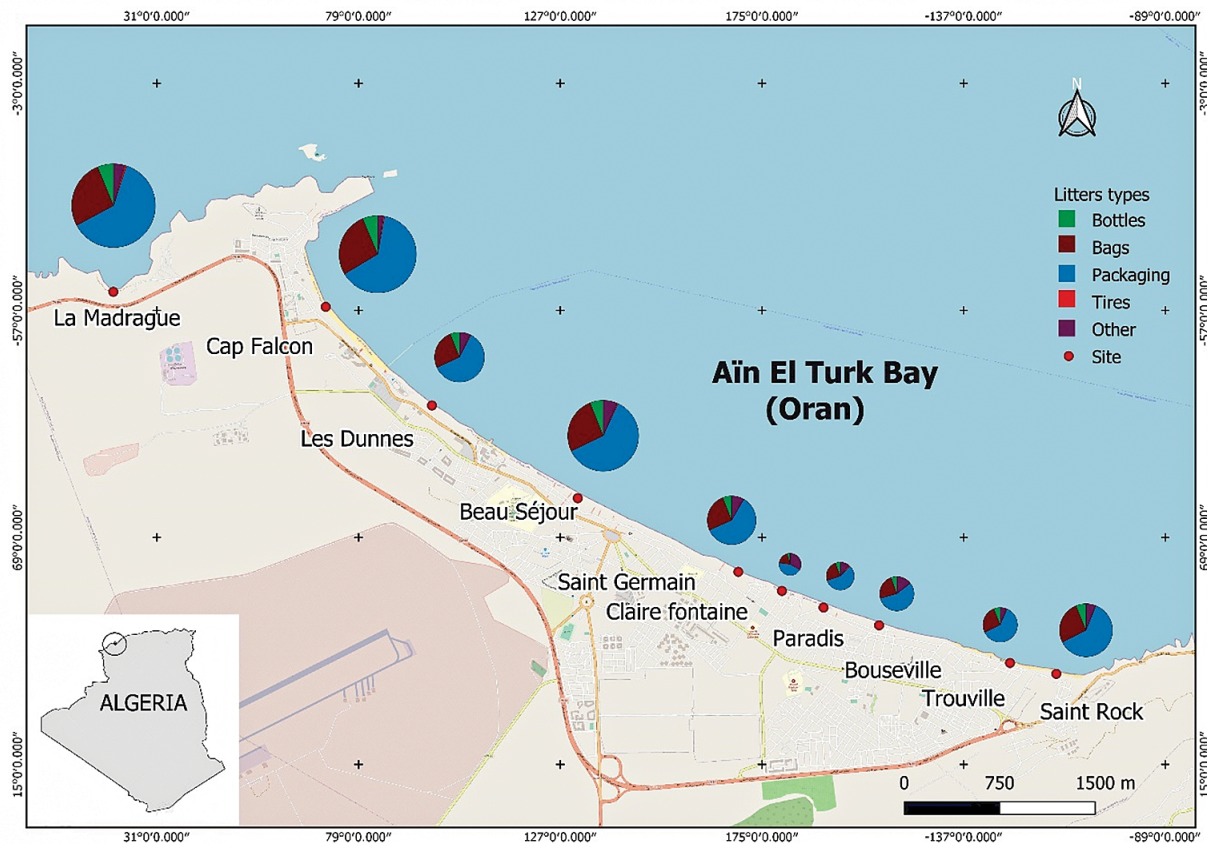 31°0'0.000" 79°0'0.000" 127°0'0.000" 175°0'0.000" -137°0'0.000" -89°0'0.000"
-3°0'0.000" -3°0'0.000"
N
Litters types
Bottles
Bags
Packaging
Tires
Other
Site
-57°0'0.000" -57°0'0.000"
La Madrague
Cap Falcon
Aïn El Turk Bay
(Oran)
Les Dunnes
Beau Séjour
69°0'0.000" 69°0'0.000"
Saint Germain
Claire fontaine
Paradis
Bouseville
Trouville
Saint Rock
ALGERIA
15°0'0.000" 15°0'0.000"
0 750 1500 m
31°0'0.000" 79°0'0.000" 127°0'0.000" 175°0'0.000" -137°0'0.000" -89°0'0.000"